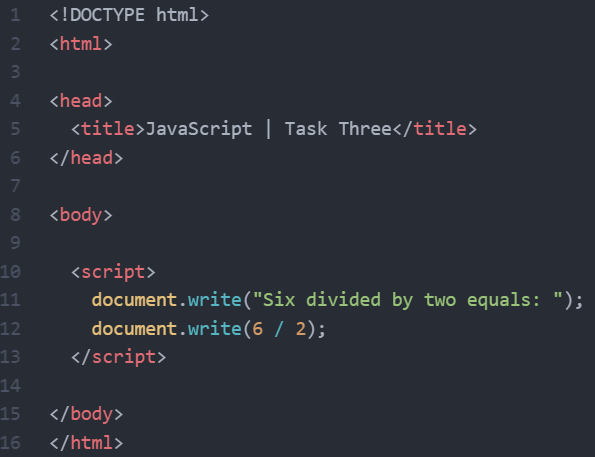 1 <!DOCTYPE html>
2 <html>
3
4 <head>
5   <title>JavaScript | Task Three</title>
6 </head>
7
8 <body>
9
10   <script>
11     document.write("Six divided by two equals: ");
12     document.write(6 / 2);
13   </script>
14
15 </body>
16 </html>